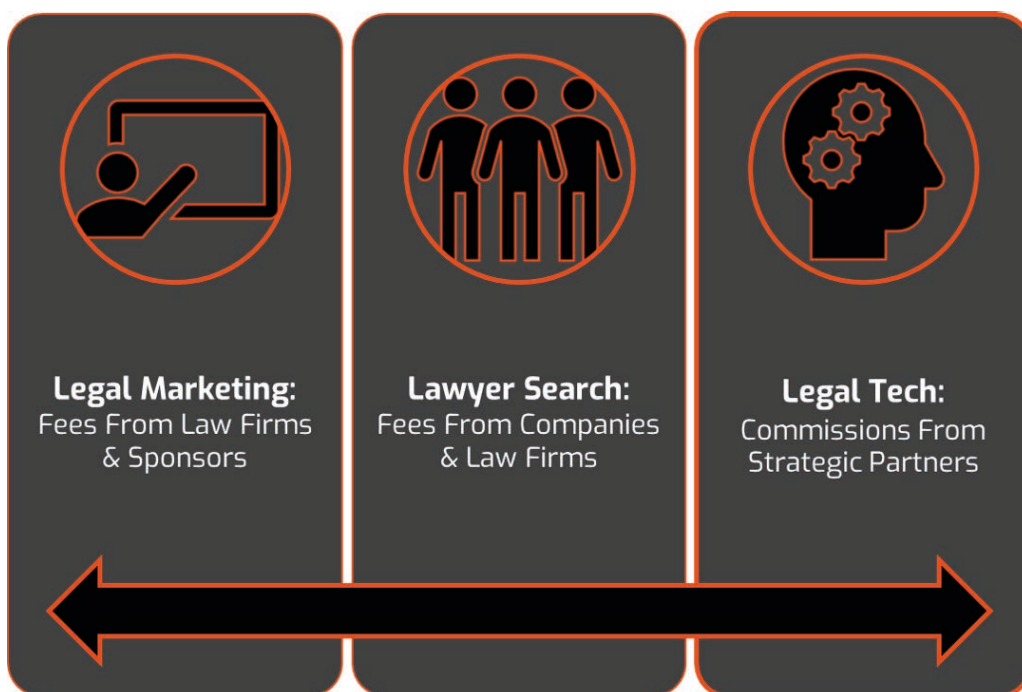 Legal Marketing:
Fees From Law Firms
& Sponsors
Lawyer Search:
Fees From Companies
& Law Firms
Legal Tech:
Commissions From
Strategic Partners